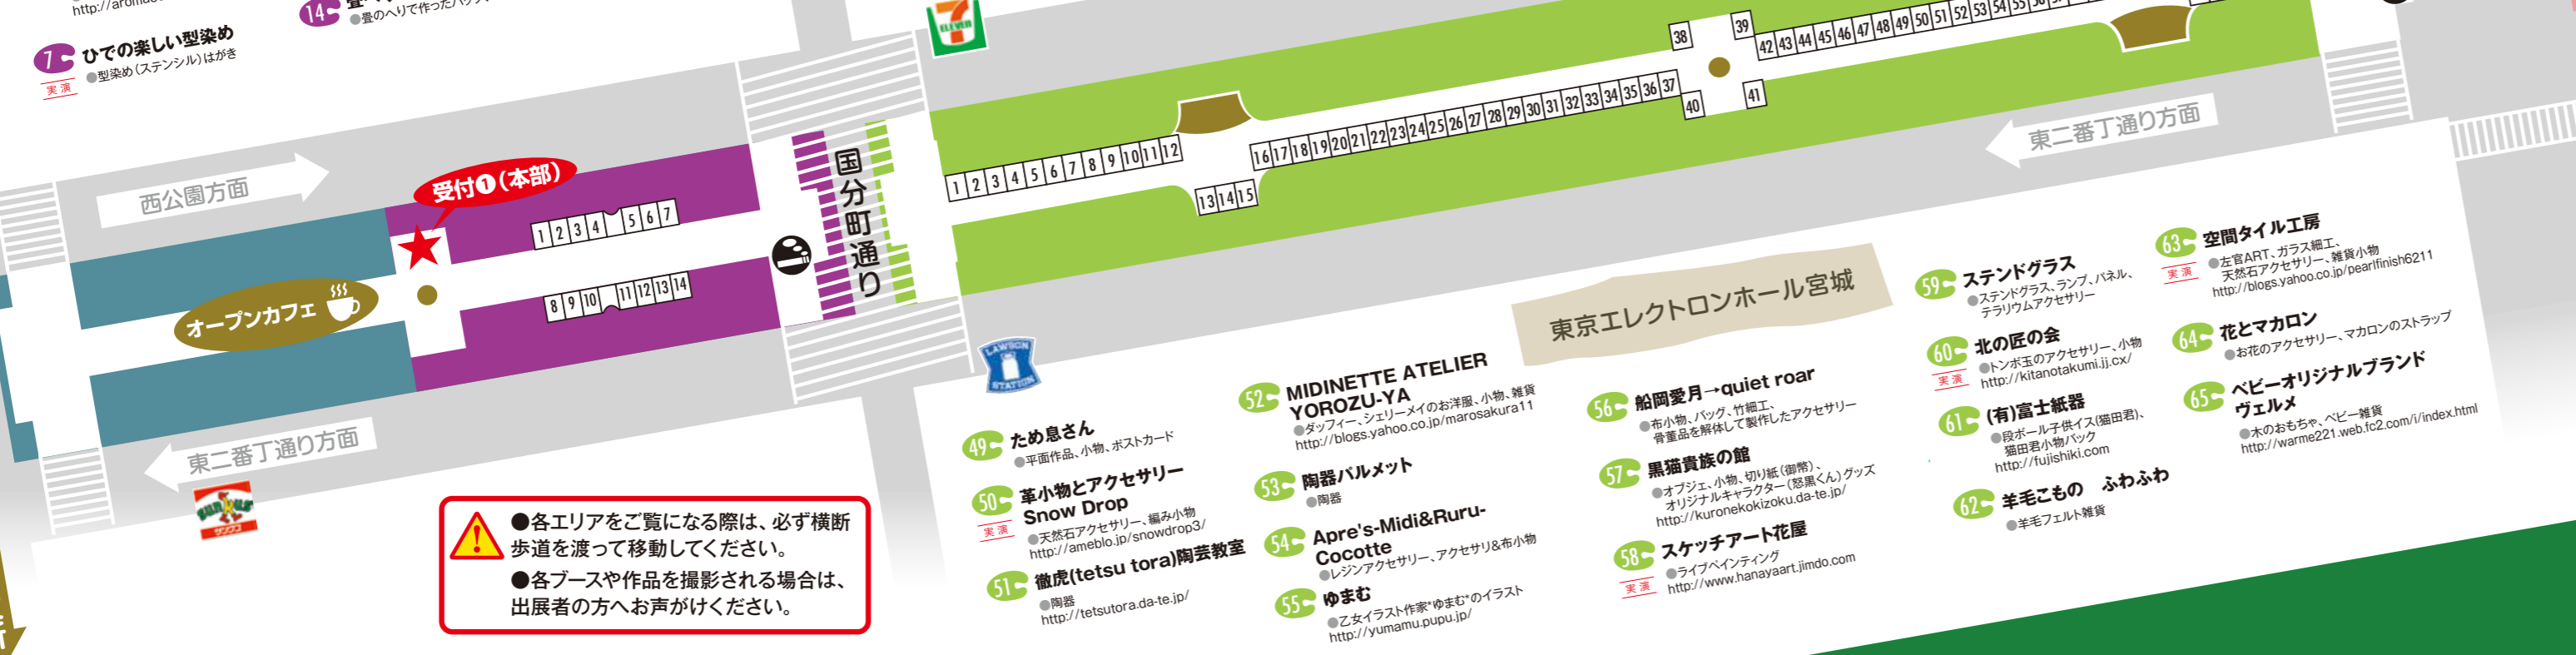 7 ひでの楽しい型染め
実演
●型染め（ステンシル）はがき
14
●畳のへりで作ったバッグ
西公園方面
受付❶（本部）
1 2 3 4 5 6 7
8 9 10 11 12 13 14
オープンカフェ
東二番丁通り方面
サンクス
国分町通り
7 ELEVEN
LAWSON STATION
1 2 3 4 5 6 7 8 9 10 11 12
13 14 15
16 17 18 19 20 21 22 23 24 25 26 27 28 29 30 31 32 33 34 35 36 37
38
39
40
41
42 43 44 45 46 47 48 49 50 51 52 53 54 55
東二番丁通り方面
東京エレクトロンホール宮城
●各エリアをご覧になる際は、必ず横断
歩道を渡って移動してください。
●各ブースや作品を撮影される場合は、
出展者の方へお声がけください。
49 ため息さん
●平面作品、小物、ポストカード
50 革小物とアクセサリー
Snow Drop
実演
●天然石アクセサリー、編み小物
http://ameblo.jp/snowdrop3/
51 徹虎(tetsu tora)陶芸教室
●陶器
http://tetsutora.da-te.jp/
52 MIDINETTE ATELIER
YOROZU-YA
●ダッフィー、シェリーメイのお洋服、小物、雑貨
http://blogs.yahoo.co.jp/marosakura11
53 陶器パルメット
●陶器
54 Apre's-Midi&Ruru-
Cocotte
●レジンアクセサリー、アクセサリ&布小物
55 ゆまむ
●乙女イラスト作家*ゆまむ*のイラスト
http://yumamu.pupu.jp/
56 船岡愛月→quiet roar
●布小物、バッグ、竹細工、
骨董品を解体して製作したアクセサリー
57 黒猫貴族の館
●オブジェ、小物、切り紙（御幣）、
オリジナルキャラクター（怒黒くん）グッズ
http://kuronekokizoku.da-te.jp/
58 スケッチアート花屋
実演
●ライブペインティング
http://www.hanayaart.jimdo.com
59 ステンドグラス
●ステンドグラス、ランプ、パネル、
テラリウムアクセサリー
60 北の匠の会
実演
●トンボ玉のアクセサリー、小物
http://kitanotakumi.jj.cx/
61 (有)富士紙器
●段ボール子供イス(猫田君)、
猫田君小物パック
http://fujishiki.com
62 羊毛こもの　ふわふわ
●羊毛フェルト雑貨
63 空間タイル工房
実演
●左官ART、ガラス細工、
天然石アクセサリー、雑貨小物
http://blogs.yahoo.co.jp/pearlfinish6211
64 花とマカロン
●お花のアクセサリー、マカロンのストラップ
65 ベビーオリジナルブランド
ヴェルメ
●木のおもちゃ、ベビー雑貨
http://warme221.web.fc2.com/i/index.html